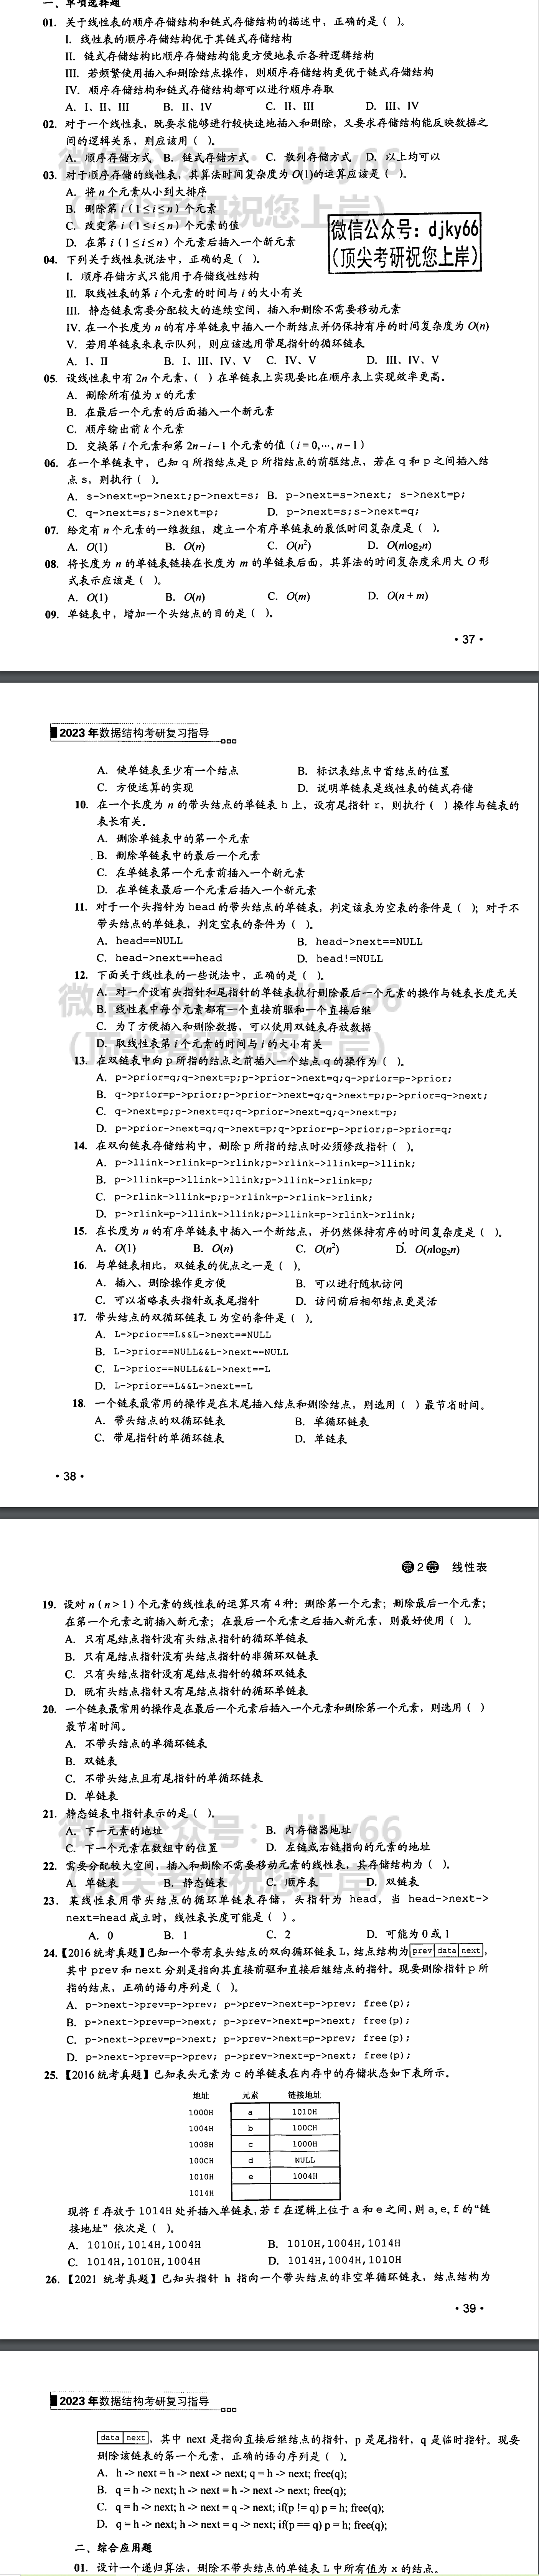 一、单项选择题
01. 关于线性表的顺序存储结构和链式存储结构的描述中，正确的是（ ）。
I. 线性表的顺序存储结构优于其链式存储结构
II. 链式存储结构比顺序存储结构能更方便地表示各种逻辑结构
III. 若频繁使用插入和删除结点操作，则顺序存储结构更优于链式存储结构
IV. 顺序存储结构和链式存储结构都可以进行顺序存取
A. I、II、III B. II、IV C. II、III D. III、IV
02. 对于一个线性表，既要求能够进行较快速地插入和删除，又要求存储结构能反映数据之
间的逻辑关系，则应该用（ ）。
A. 顺序存储方式 B. 链式存储方式 C. 散列存储方式 D. 以上均可以
03. 对于顺序存储的线性表，其算法时间复杂度为 O(1)的运算应该是（ ）。
A. 将 n 个元素从小到大排序
B. 删除第 i（1≤i≤n）个元素
C. 改变第 i（1≤i≤n）个元素的值
D. 在第 i（1≤i≤n）个元素后插入一个新元素
微信公众号：djky66
（顶尖考研祝您上岸）
04. 下列关于线性表说法中，正确的是（ ）。
I. 顺序存储方式只能用于存储线性结构
II. 取线性表的第 i 个元素的时间与 i 的大小有关
III. 静态链表需要分配较大的连续空间，插入和删除不需要移动元素
IV. 在一个长度为 n 的有序单链表中插入一个新结点并仍保持有序的时间复杂度为 O(n)
V. 若用单链表来表示队列，则应该选用带尾指针的循环链表
A. I、II B. I、III、IV、V C. IV、V D. III、IV、V
05. 设线性表中有 2n 个元素，（ ）在单链表上实现要比在顺序表上实现效率更高。
A. 删除所有值为 x 的元素
B. 在最后一个元素的后面插入一个新元素
C. 顺序输出前 k 个元素
D. 交换第 i 个元素和第 2n-i-1 个元素的值（i=0,…,n-1）
06. 在一个单链表中，已知 q 所指结点是 p 所指结点的前驱结点，若在 q 和 p 之间插入结
点 s，则执行（ ）。
A. s->next=p->next;p->next=s; B. p->next=s->next; s->next=p;
C. q->next=s;s->next=p; D. p->next=s;s->next=q;
07. 给定有 n 个元素的一维数组，建立一个有序单链表的最低时间复杂度是（ ）。
A. O(1) B. O(n) C. O(n²) D. O(nlog₂n)
08. 将长度为 n 的单链表链接在长度为 m 的单链表后面，其算法的时间复杂度采用大 O 形
式表示应该是（ ）。
A. O(1) B. O(n) C. O(m) D. O(n + m)
09. 单链表中，增加一个头结点的目的是（ ）。
• 37 •
2023 年数据结构考研复习指导
A. 使单链表至少有一个结点 B. 标识表结点中首结点的位置
C. 方便运算的实现 D. 说明单链表是线性表的链式存储
10. 在一个长度为 n 的带头结点的单链表 h 上，设有尾指针 r，则执行（ ）操作与链表的
表长有关。
A. 删除单链表中的第一个元素
B. 删除单链表中的最后一个元素
C. 在单链表第一个元素前插入一个新元素
D. 在单链表最后一个元素后插入一个新元素
11. 对于一个头指针为 head 的带头结点的单链表，判定该表为空表的条件是（ ）；对于不
带头结点的单链表，判定空表的条件为（ ）。
A. head==NULL B. head->next==NULL
C. head->next==head D. head!=NULL
12. 下面关于线性表的一些说法中，正确的是（ ）。
A. 对一个设有头指针和尾指针的单链表执行删除最后一个元素的操作与链表长度无关
B. 线性表中每个元素都有一个直接前驱和一个直接后继
C. 为了方便插入和删除数据，可以使用双链表存放数据
D. 取线性表第 i 个元素的时间与 i 的大小有关
13. 在双链表中向 p 所指的结点之前插入一个结点 q 的操作为（ ）。
A. p->prior=q;q->next=p;p->prior->next=q;q->prior=p->prior;
B. q->prior=p->prior;p->prior->next=q;q->next=p;p->prior=q->next;
C. q->next=p;p->next=q;q->prior->next=q;q->next=p;
D. p->prior->next=q;q->next=p;q->prior=p->prior;p->prior=q;
14. 在双向链表存储结构中，删除 p 所指的结点时必须修改指针（ ）。
A. p->llink->rlink=p->rlink;p->rlink->llink=p->llink;
B. p->llink=p->llink->llink;p->llink->rlink=p;
C. p->rlink->llink=p;p->rlink=p->rlink->rlink;
D. p->rlink=p->llink->llink;p->llink=p->rlink->rlink;
15. 在长度为 n 的有序单链表中插入一个新结点，并仍然保持有序的时间复杂度是（ ）。
A. O(1) B. O(n) C. O(n²) D. O(nlog₂n)
16. 与单链表相比，双链表的优点之一是（ ）。
A. 插入、删除操作更方便 B. 可以进行随机访问
C. 可以省略表头指针或表尾指针 D. 访问前后相邻结点更灵活
17. 带头结点的双循环链表 L 为空的条件是（ ）。
A. L->prior==L&&L->next==NULL
B. L->prior==NULL&&L->next==NULL
C. L->prior==NULL&&L->next==L
D. L->prior==L&&L->next==L
18. 一个链表最常用的操作是在末尾插入结点和删除结点，则选用（ ）最节省时间。
A. 带头结点的双循环链表 B. 单循环链表
C. 带尾指针的单循环链表 D. 单链表
• 38 •
第 2 章 线性表
19. 设对 n（n>1）个元素的线性表的运算只有 4 种：删除第一个元素；删除最后一个元素；
在第一个元素之前插入新元素；在最后一个元素之后插入新元素，则最好使用（ ）。
A. 只有尾结点指针没有头结点指针的循环单链表
B. 只有尾结点指针没有头结点指针的非循环双链表
C. 只有头结点指针没有尾结点指针的循环双链表
D. 既有头结点指针又有尾结点指针的循环单链表
20. 一个链表最常用的操作是在最后一个元素后插入一个元素和删除第一个元素，则选用（ ）
最节省时间。
A. 不带头结点的单循环链表
B. 双链表
C. 不带头结点且有尾指针的单循环链表
D. 单链表
21. 静态链表中指针表示的是（ ）。
A. 下一元素的地址 B. 内存储器地址
C. 下一个元素在数组中的位置 D. 左链或右链指向的元素的地址
22. 需要分配较大空间，插入和删除不需要移动元素的线性表，其存储结构为（ ）。
A. 单链表 B. 静态链表 C. 顺序表 D. 双链表
23. 某线性表用带头结点的循环单链表存储，头指针为 head，当 head->next->
next=head 成立时，线性表长度可能是（ ）。
A. 0 B. 1 C. 2 D. 可能为 0 或 1
24.【2016 统考真题】已知一个带有表头结点的双向循环链表 L，结点结构为 prev data next，
其中 prev 和 next 分别是指向其直接前驱和直接后继结点的指针。现要删除指针 p 所
指的结点，正确的语句序列是（ ）。
A. p->next->prev=p->prev; p->prev->next=p->prev; free(p);
B. p->next->prev=p->next; p->prev->next=p->next; free(p);
C. p->next->prev=p->next; p->prev->next=p->prev; free(p);
D. p->next->prev=p->prev; p->prev->next=p->next; free(p);
25.【2016 统考真题】已知表头元素为 c 的单链表在内存中的存储状态如下表所示。
地址 元素 链接地址
1000H a 1010H
1004H b 100CH
1008H c 1000H
100CH d NULL
1010H e 1004H
1014H
现将 f 存放于 1014H 处并插入单链表，若 f 在逻辑上位于 a 和 e 之间，则 a, e, f 的“链
接地址”依次是（ ）。
A. 1010H,1014H,1004H B. 1010H,1004H,1014H
C. 1014H,1010H,1004H D. 1014H,1004H,1010H
26.【2021 统考真题】已知头指针 h 指向一个带头结点的非空单循环链表，结点结构为
• 39 •
2023 年数据结构考研复习指导
data next，其中 next 是指向直接后继结点的指针，p 是尾指针，q 是临时指针。现要
删除该链表的第一个元素，正确的语句序列是（ ）。
A. h -> next = h -> next -> next; q = h -> next; free(q);
B. q = h -> next; h -> next = h -> next -> next; free(q);
C. q = h -> next; h -> next = q -> next; if(p != q) p = h; free(q);
D. q = h -> next; h -> next = q -> next; if(p == q) p = h; free(q);
二、综合应用题
01. 设计一个递归算法，删除不带头结点的单链表 L 中所有值为 x 的结点。